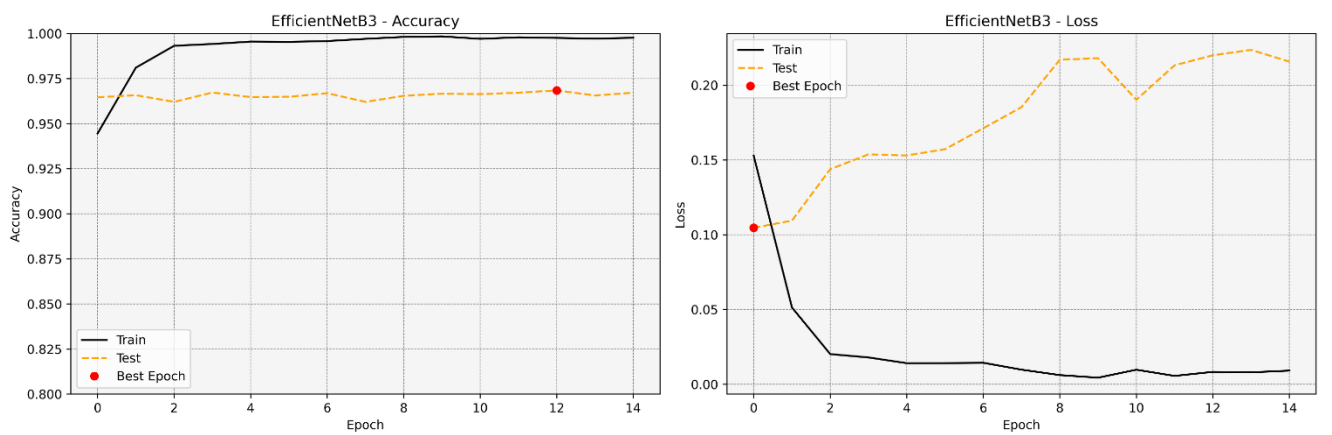 EfficientNetB3 - Accuracy
Accuracy
1.000
0.975
0.950
0.925
0.900
0.875
0.850
0.825
0.800
Train
Test
Best Epoch
0 2 4 6 8 10 12 14
Epoch
EfficientNetB3 - Loss
Loss
Train
Test
Best Epoch
0.20
0.15
0.10
0.05
0.00
0 2 4 6 8 10 12 14
Epoch